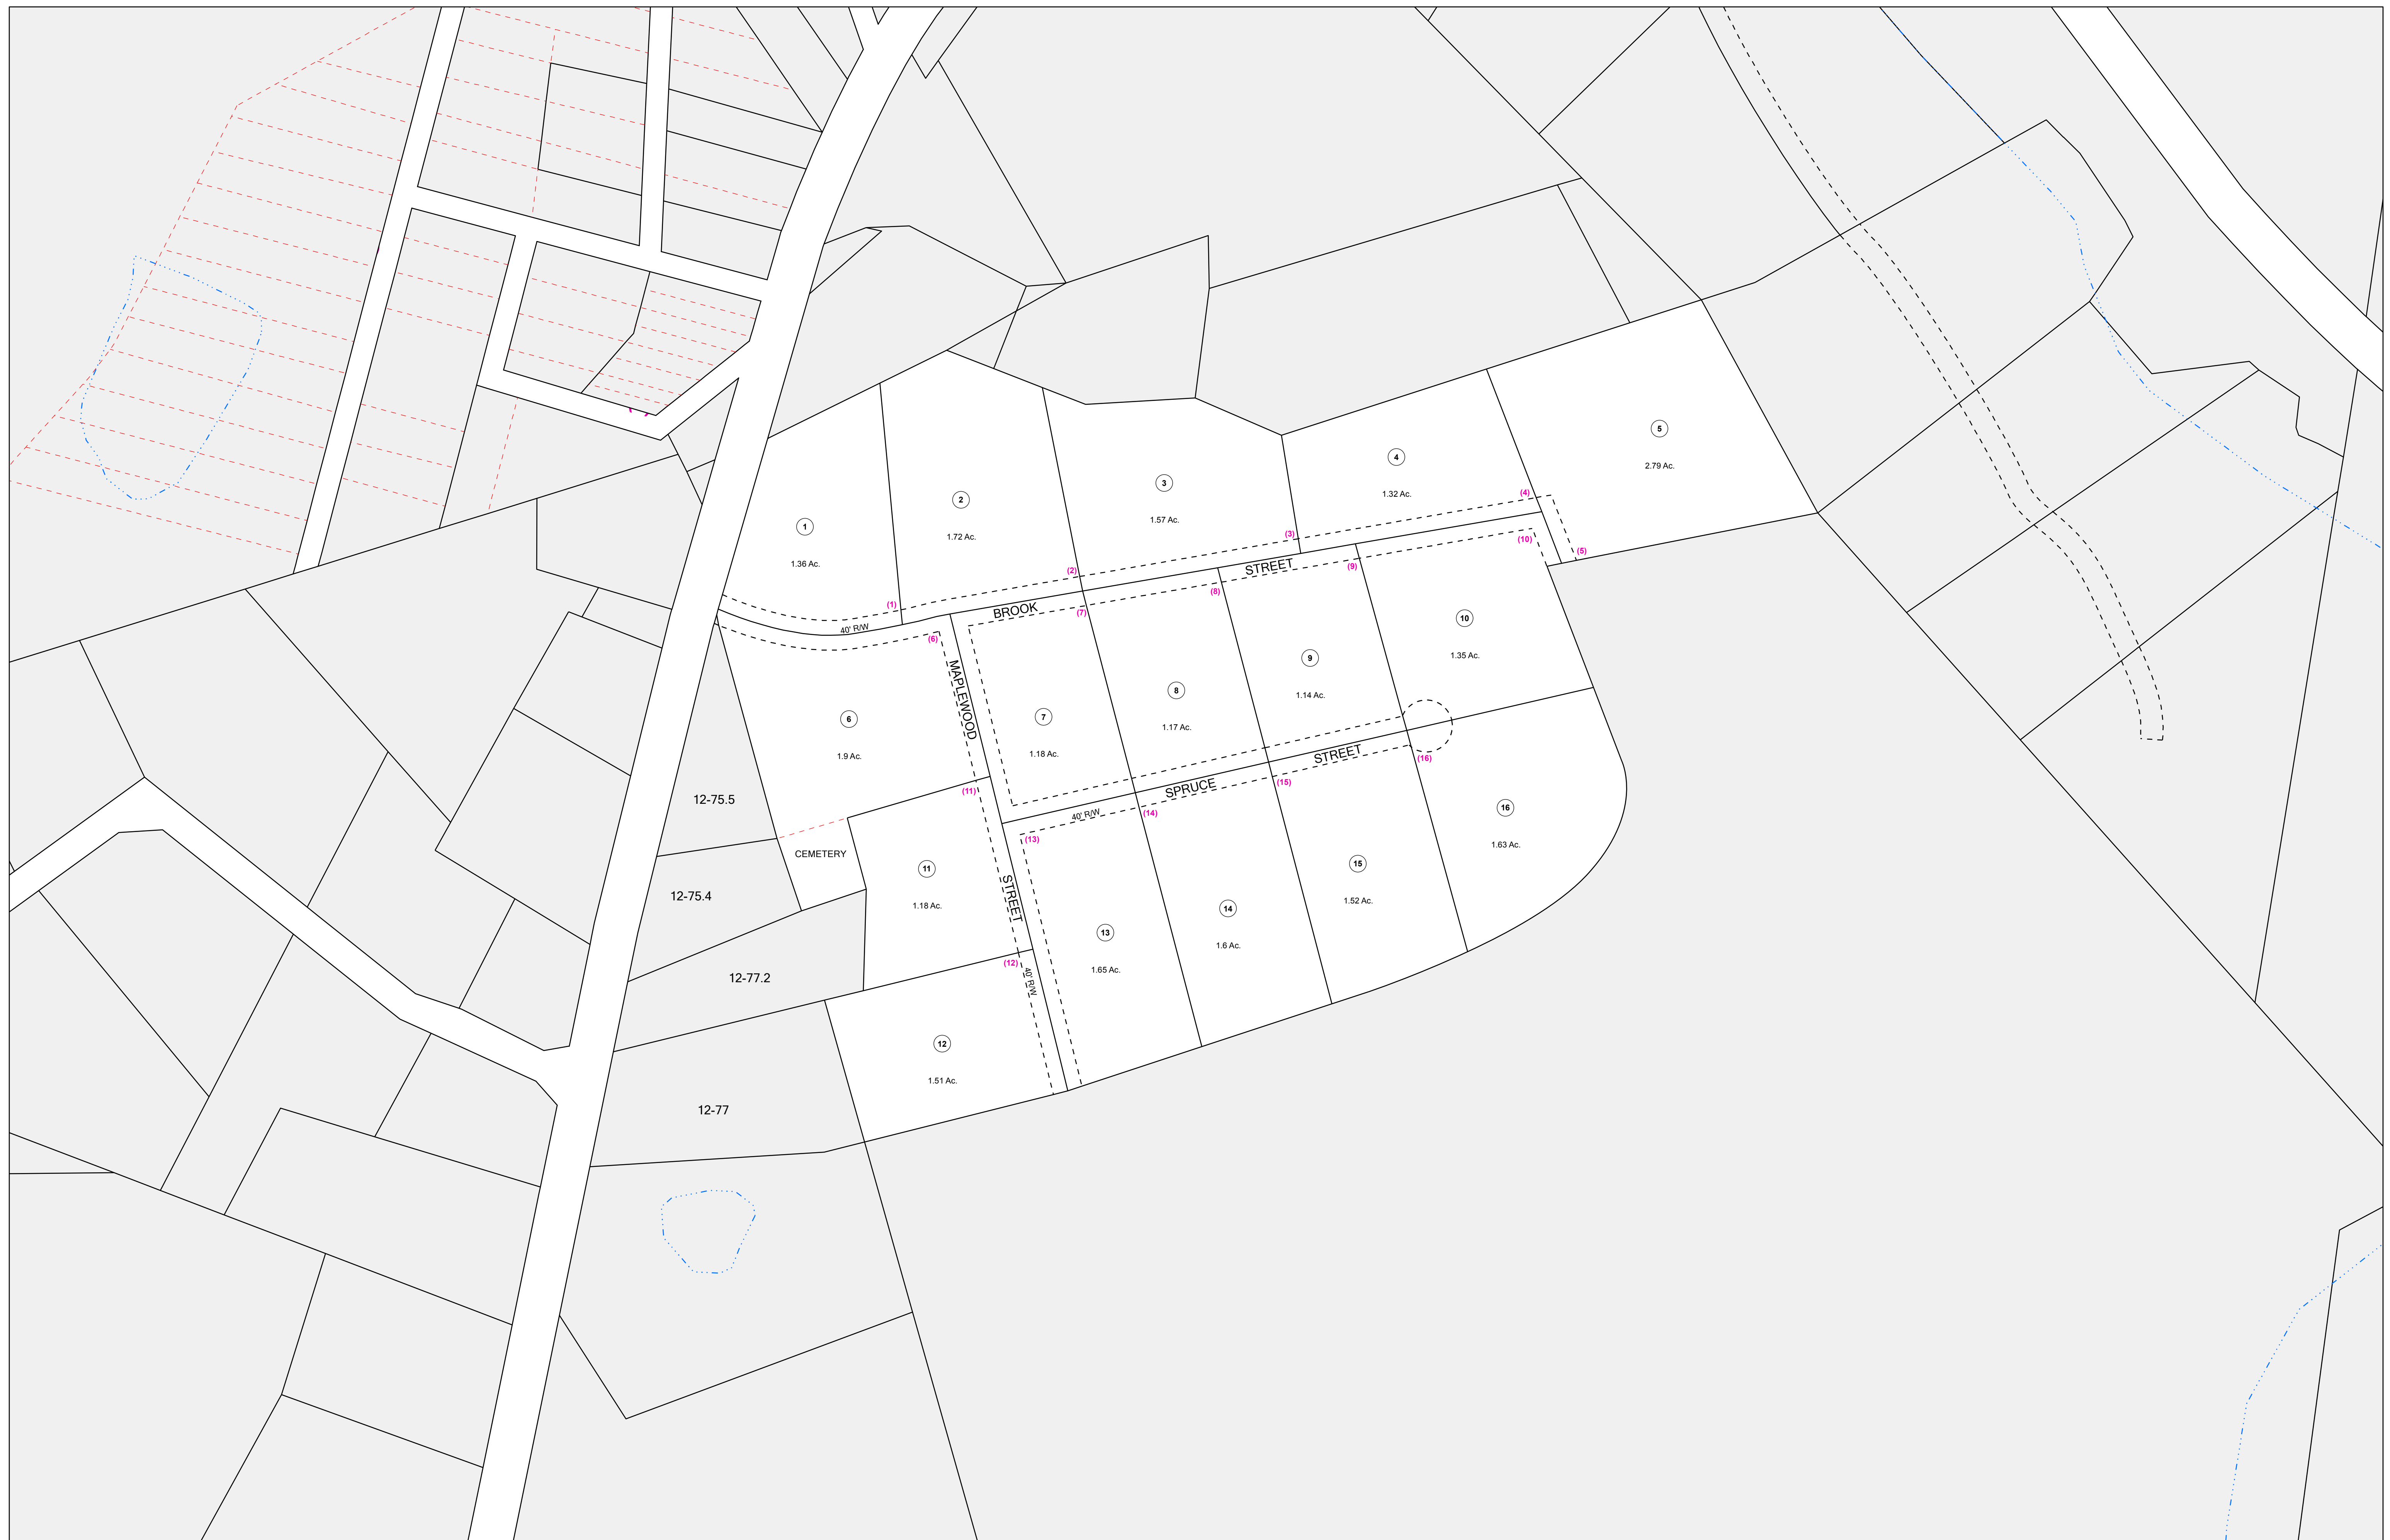 5
2.79 Ac.
4
1.32 Ac.
3
1.57 Ac.
2
1.72 Ac.
1
1.36 Ac.
(4)
(3)
(10)
(5)
(2)
(9)
STREET
(8)
(1)
BROOK
(7)
40' R/W
(6)
10
1.35 Ac.
9
1.14 Ac.
8
1.17 Ac.
7
1.18 Ac.
6
1.9 Ac.
MAPLEWOOD
STREET
(16)
SPRUCE
(15)
(11)
12-75.5
40' R/W
(14)
(13)
16
1.63 Ac.
CEMETERY
15
1.52 Ac.
11
1.18 Ac.
STREET
12-75.4
14
1.6 Ac.
13
1.65 Ac.
(12)
12-77.2
40' R/W
12
1.51 Ac.
12-77